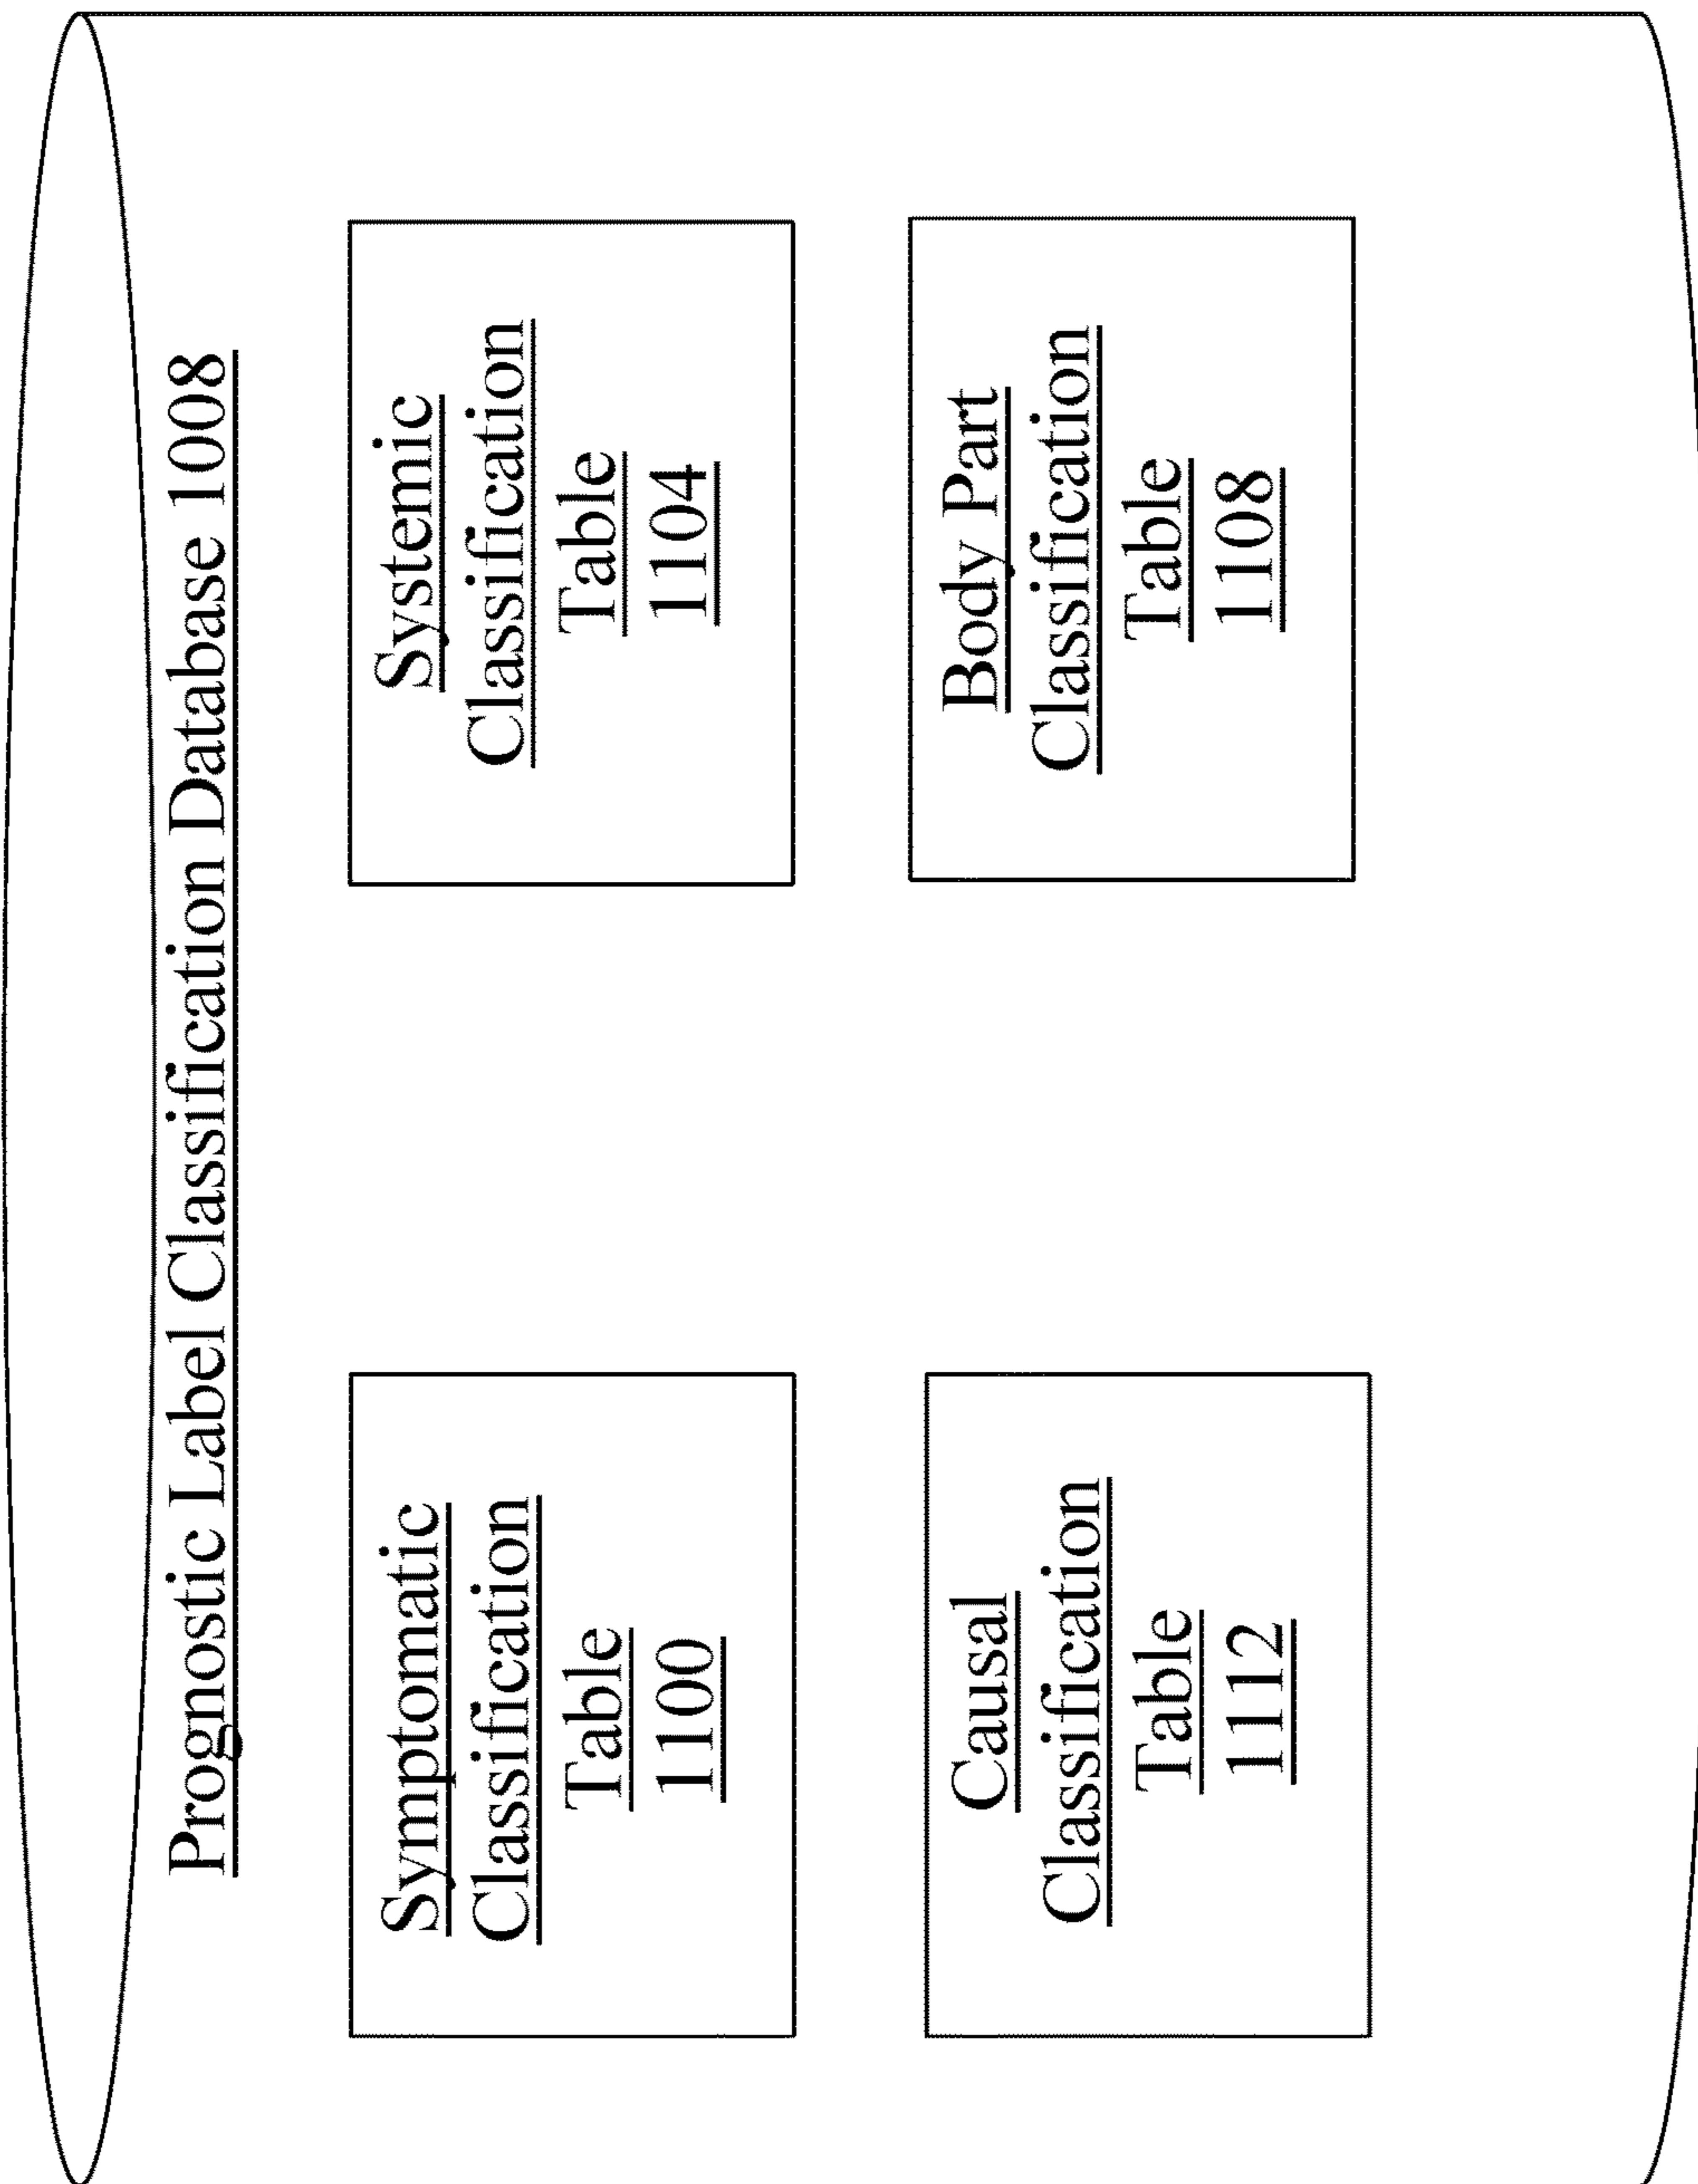 Prognostic Label Classification Database 1008
Symptomatic
Classification
Table
1100
Systemic
Classification
Table
1104
Causal
Classification
Table
1112
Body Part
Classification
Table
1108